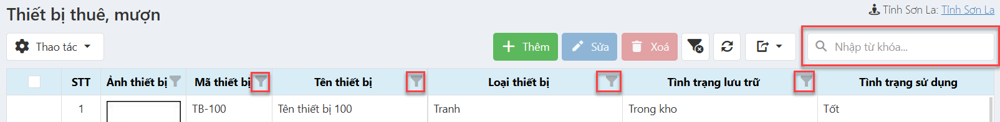 Thiết bị thuê, mượn
Tỉnh Sơn La: Tỉnh Sơn La
Thao tác
Thêm
Sửa
Xoá
Nhập từ khóa...
STT Ảnh thiết bị Mã thiết bị Tên thiết bị Loại thiết bị Tình trạng lưu trữ Tình trạng sử dụng
1 TB-100 Tên thiết bị 100 Tranh Trong kho Tốt